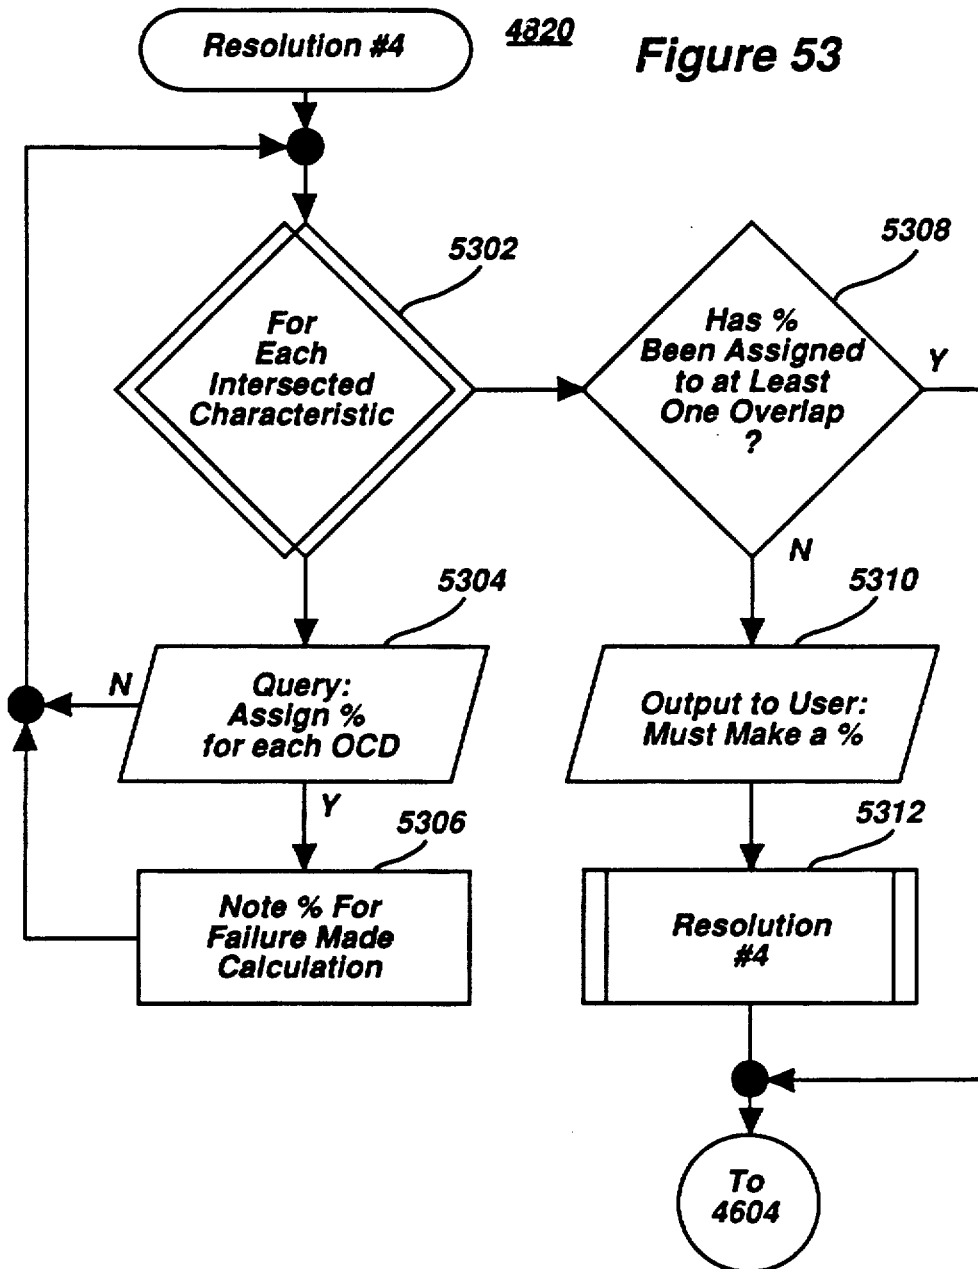 Resolution #4
4820
Figure 53
5302
For
Each
Intersected
Characteristic
5308
Has %
Been Assigned
to at Least
One Overlap
?
Y
N
5304
Query:
Assign %
for each OCD
N
Y
5310
Output to User:
Must Make a %
5306
Note % For
Failure Made
Calculation
5312
Resolution
#4
To
4604